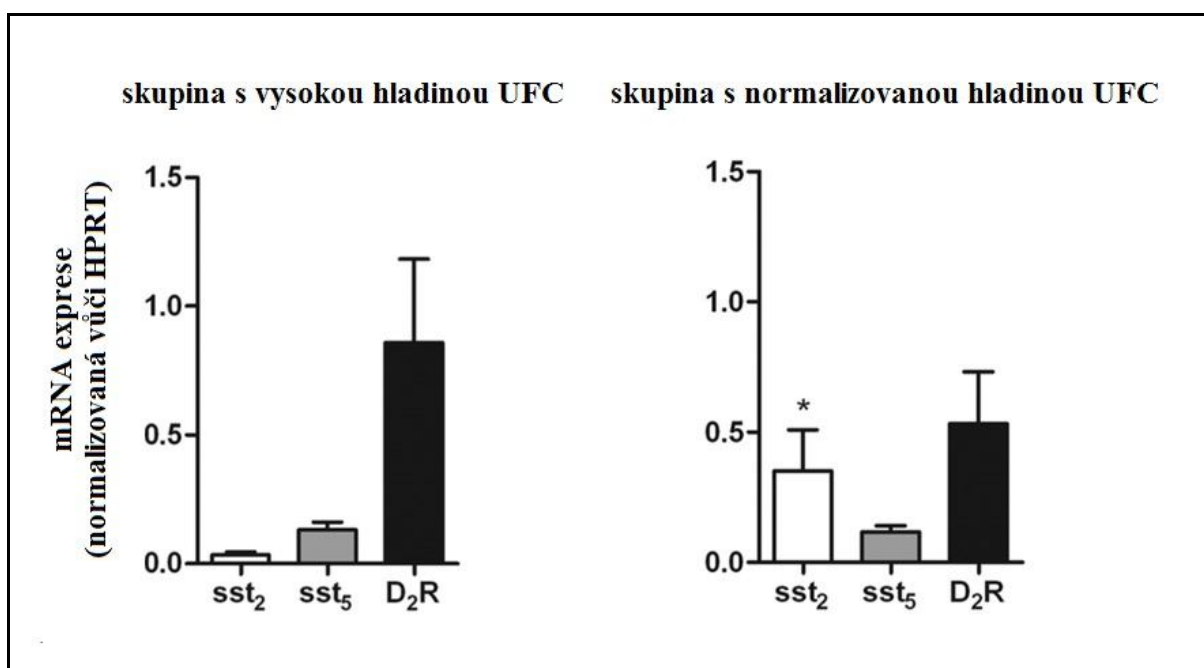 skupina s vysokou hladinou UFC
skupina s normalizovanou hladinou UFC
mRNA exprese
(normalizovaná vůči HPRT)
1.5
1.0
0.5
0.0
sst₂ sst₅ D₂R
1.5
1.0
0.5
0.0
*
sst₂ sst₅ D₂R